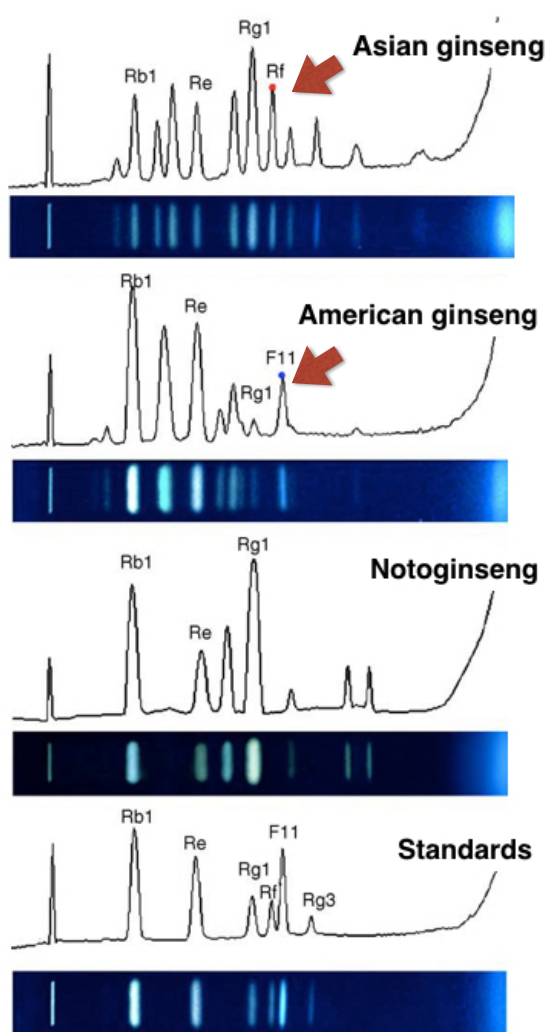 Rg1
Asian ginseng
Rb1
Re
Rf
Rb1
Re
American ginseng
F11
Rg1
Rg1
Rb1
Notoginseng
Re
Rb1
F11
Re
Standards
Rg1
Rf
Rg3